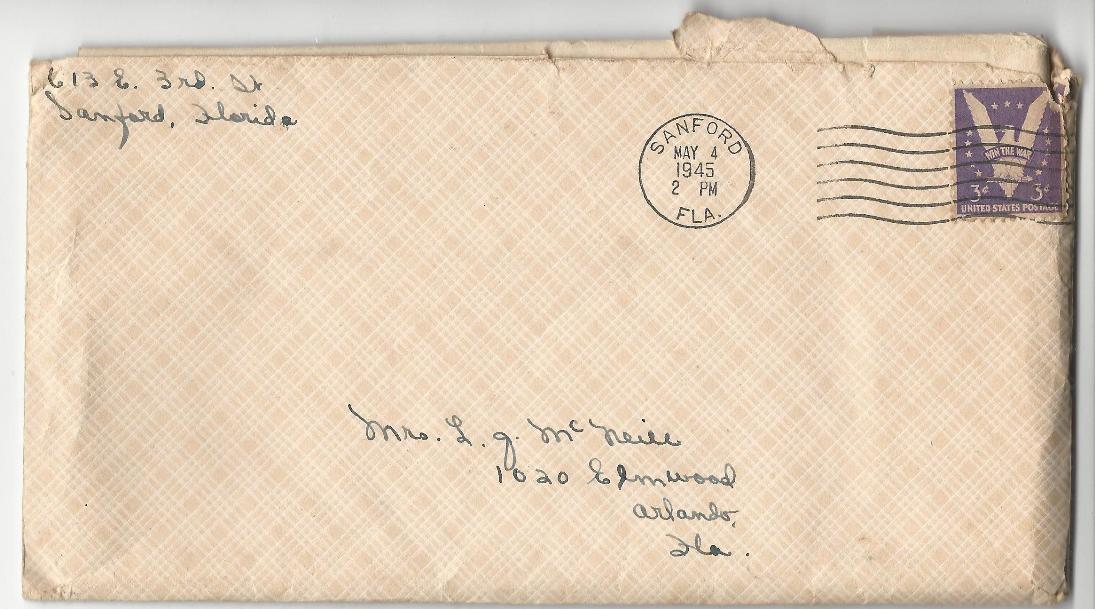 613 E. 3rd. St
Sanford, Florida
SANFORD
MAY 4
1945
2 PM
FLA.
WIN THE WAR
3¢ 3¢
UNITED STATES POSTAGE
Mrs. L. J. McNeill
1020 Elmwood
Orlando,
Fla.